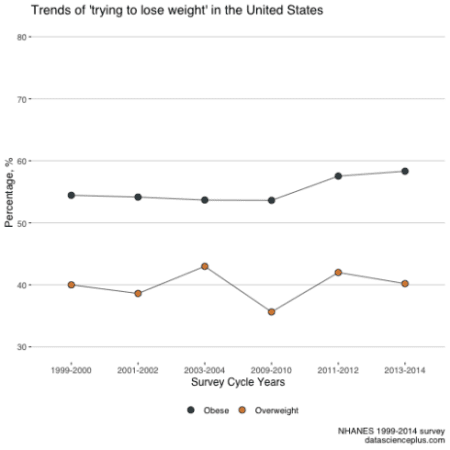 Trends of 'trying to lose weight' in the United States
80
70
60
50
40
30
Percentage, %
1999-2000 2001-2002 2003-2004 2009-2010 2011-2012 2013-2014
Survey Cycle Years
Obese Overweight
NHANES 1999-2014 survey
datascienceplus.com